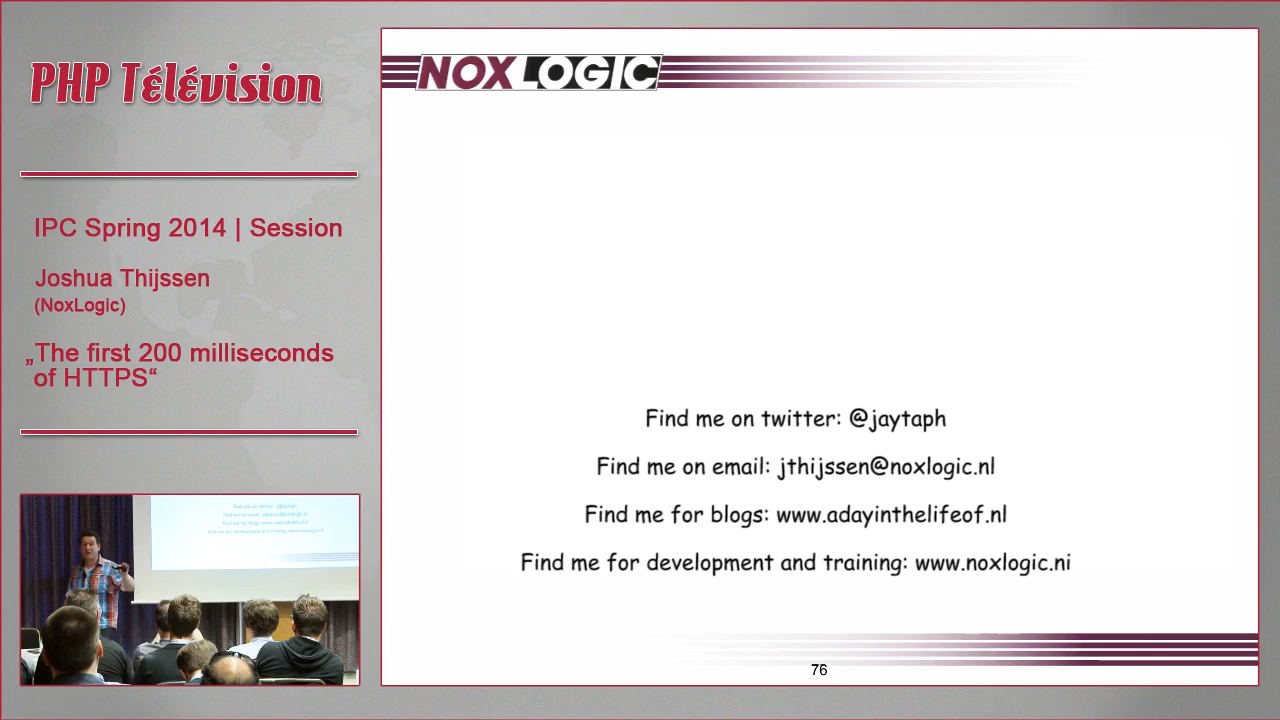 PHP Télévision
IPC Spring 2014 | Session
Joshua Thijssen
(NoxLogic)
„The first 200 milliseconds
of HTTPS“
NOXLOGIC
Find me on twitter: @jaytaph
Find me on email: jthijssen@noxlogic.nl
Find me for blogs: www.adayinthelifeof.nl
Find me for development and training: www.noxlogic.ni
76